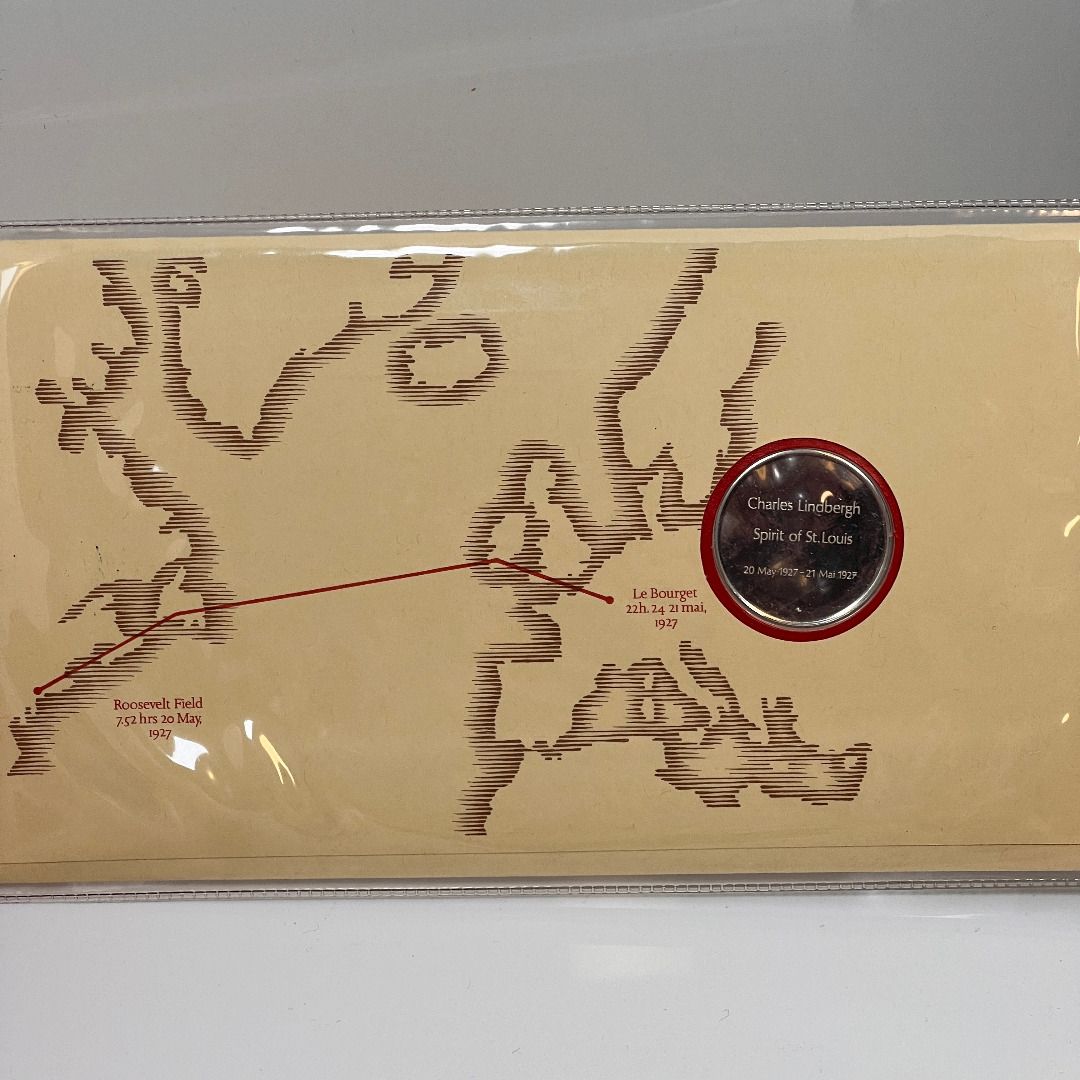 Charles Lindbergh
Spirit of St.Louis
20 May 1927-21 Mai 1927
Le Bourget
22h. 24 21 mai,
1927
Roosevelt Field
7.52 hrs 20 May,
1927